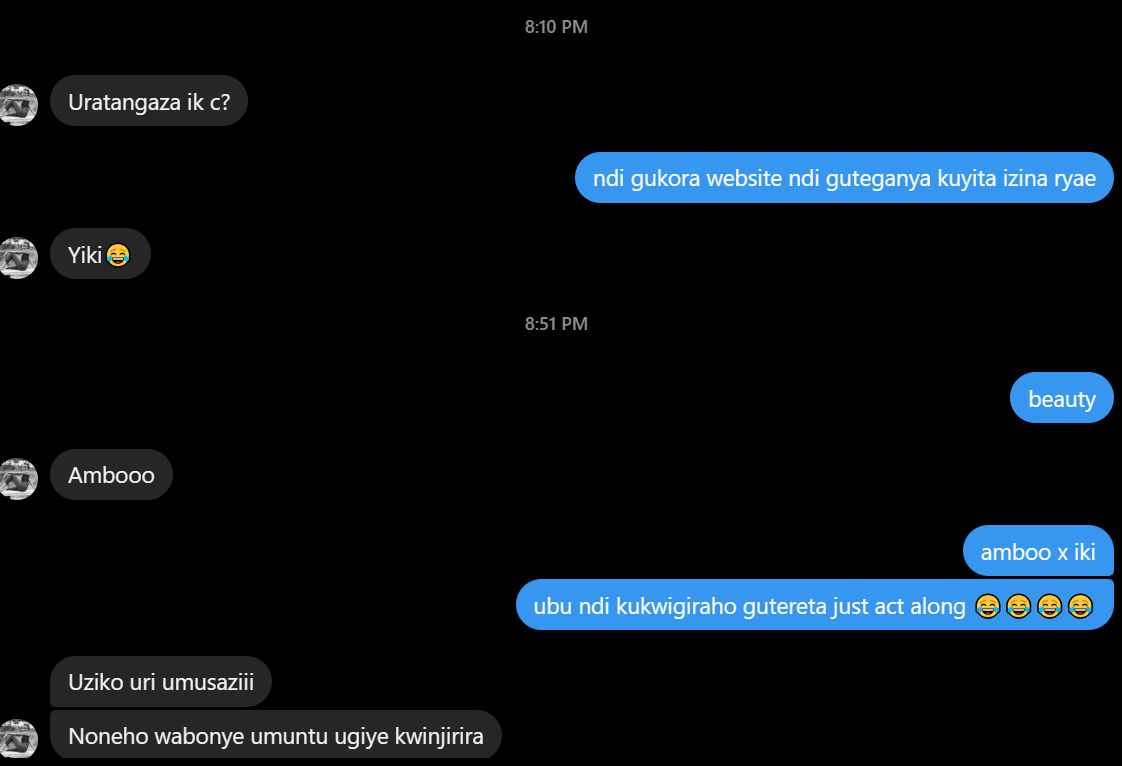 8:10 PM
Uratangaza ik c?
ndi gukora website ndi guteganya kuyita izina ryae
Yiki😂
8:51 PM
beauty
Ambooo
amboo x iki
ubu ndi kukwigiraho gutereta just act along 😂😂😂😂
Uziko uri umusaziii
Noneho wabonye umuntu ugiye kwinjirira